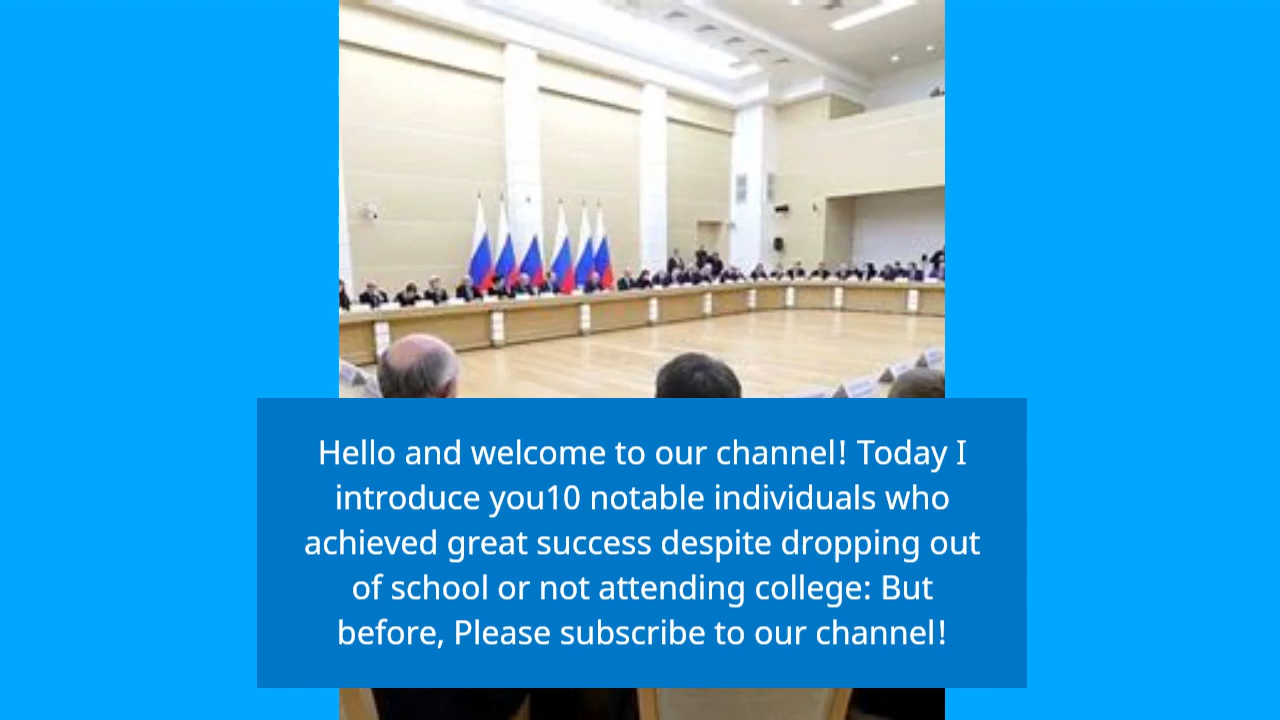 Hello and welcome to our channel! Today I
introduce you10 notable individuals who
achieved great success despite dropping out
of school or not attending college: But
before, Please subscribe to our channel!